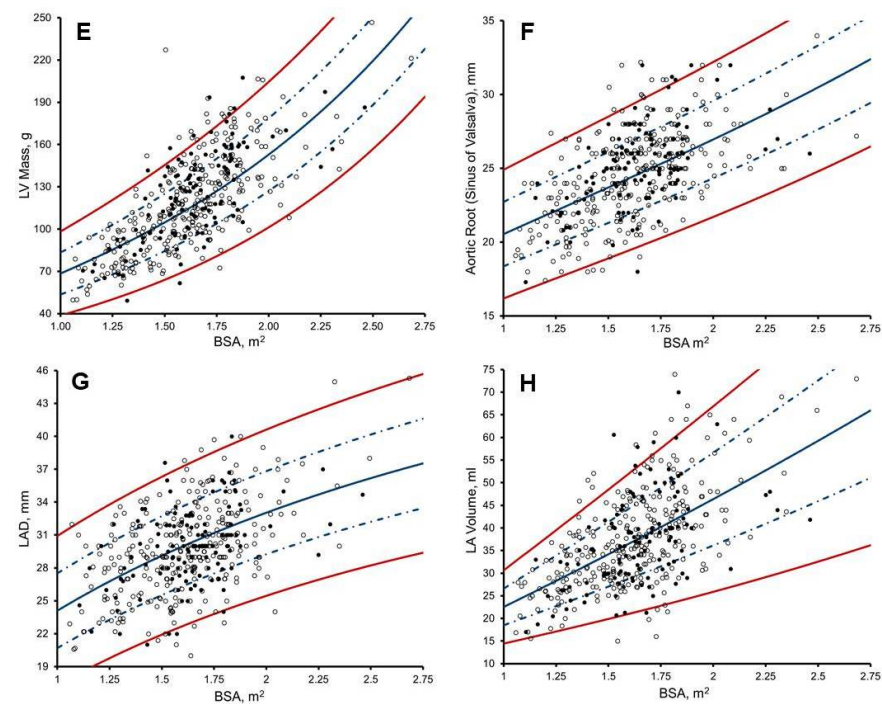 E
LV Mass, g
250
220
190
160
130
100
70
40
1.00 1.25 1.50 1.75 2.00 2.25 2.50 2.75
BSA, m²
F
Aortic Root (Sinus of Valsalva), mm
35
30
25
20
15
1 1.25 1.5 1.75 2 2.25 2.5 2.75
BSA m²
G
LAD, mm
46
43
40
37
34
31
28
25
22
19
1 1.25 1.5 1.75 2 2.25 2.5 2.75
BSA, m²
H
LA Volume, ml
75
70
65
60
55
50
45
40
35
30
25
20
15
10
1 1.25 1.5 1.75 2 2.25 2.5 2.75
BSA, m²